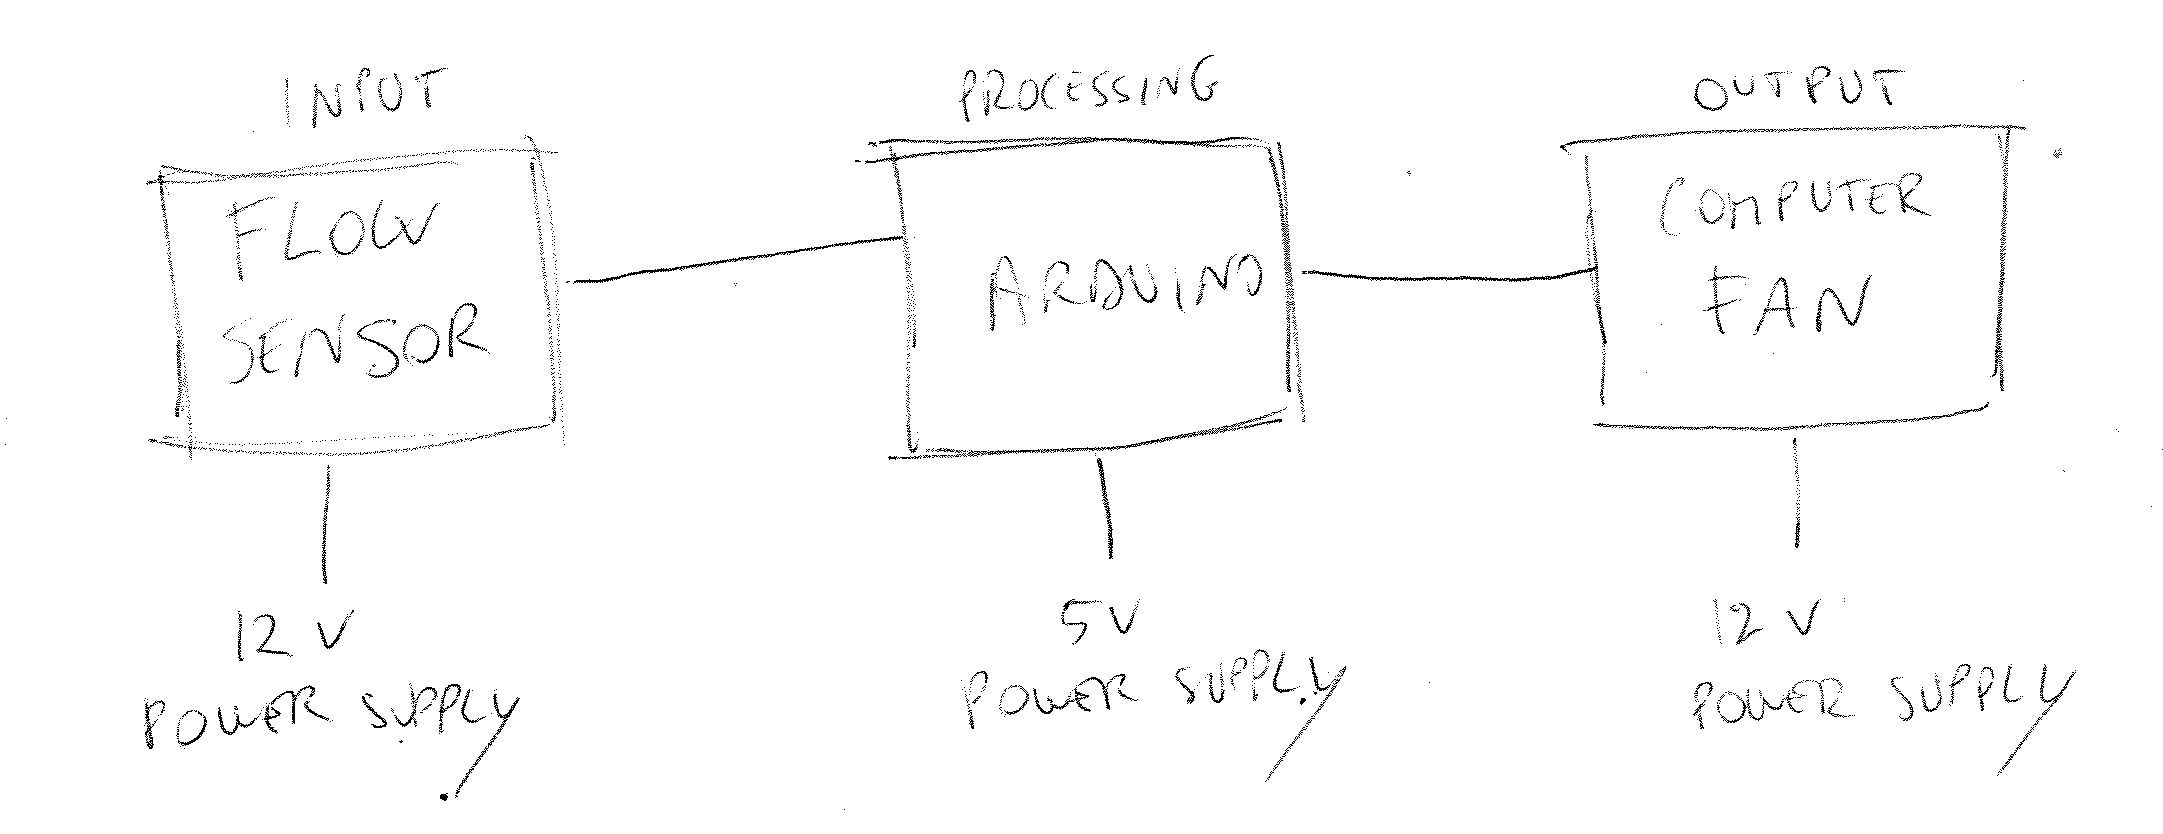 INPUT
PROCESSING
OUTPUT
FLOW
SENSOR
ARDUINO
COMPUTER
FAN
12 V
POWER SUPPLY
5V
POWER SUPPLY
12 V
POWER SUPPLY